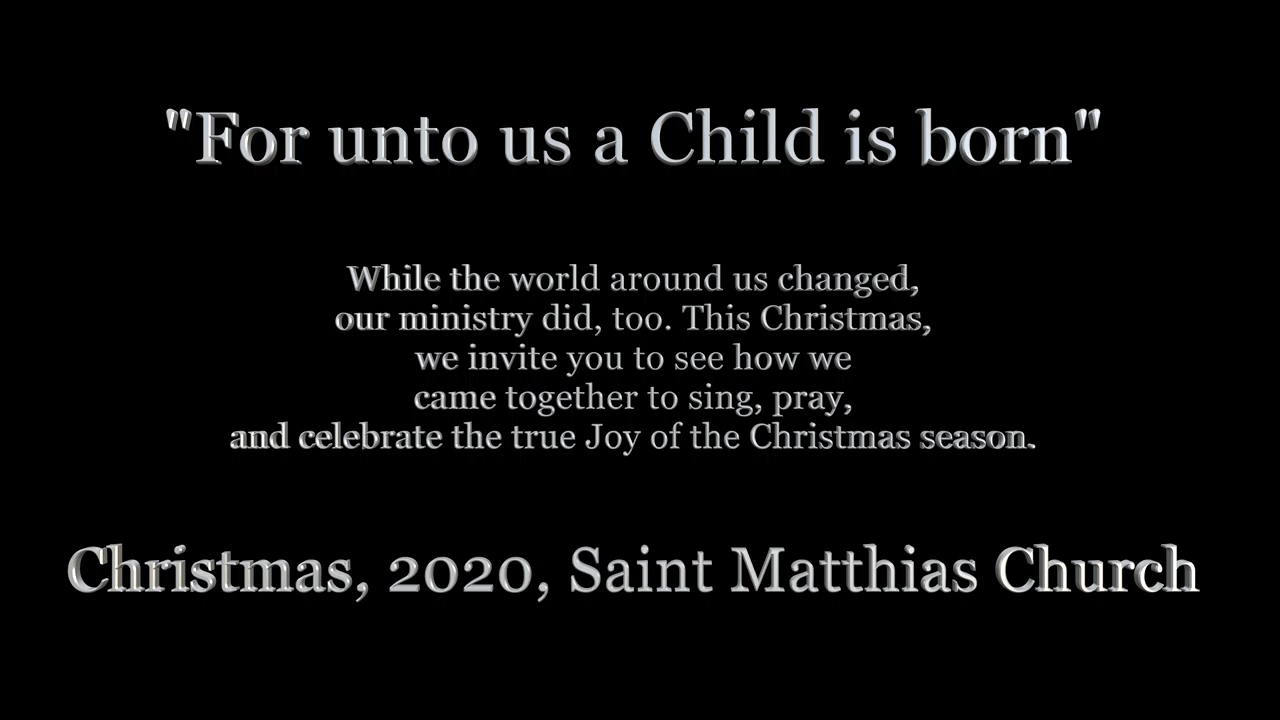 "For unto us a Child is born"
While the world around us changed,
our ministry did, too. This Christmas,
we invite you to see how we
came together to sing, pray,
and celebrate the true Joy of the Christmas season.
Christmas, 2020, Saint Matthias Church